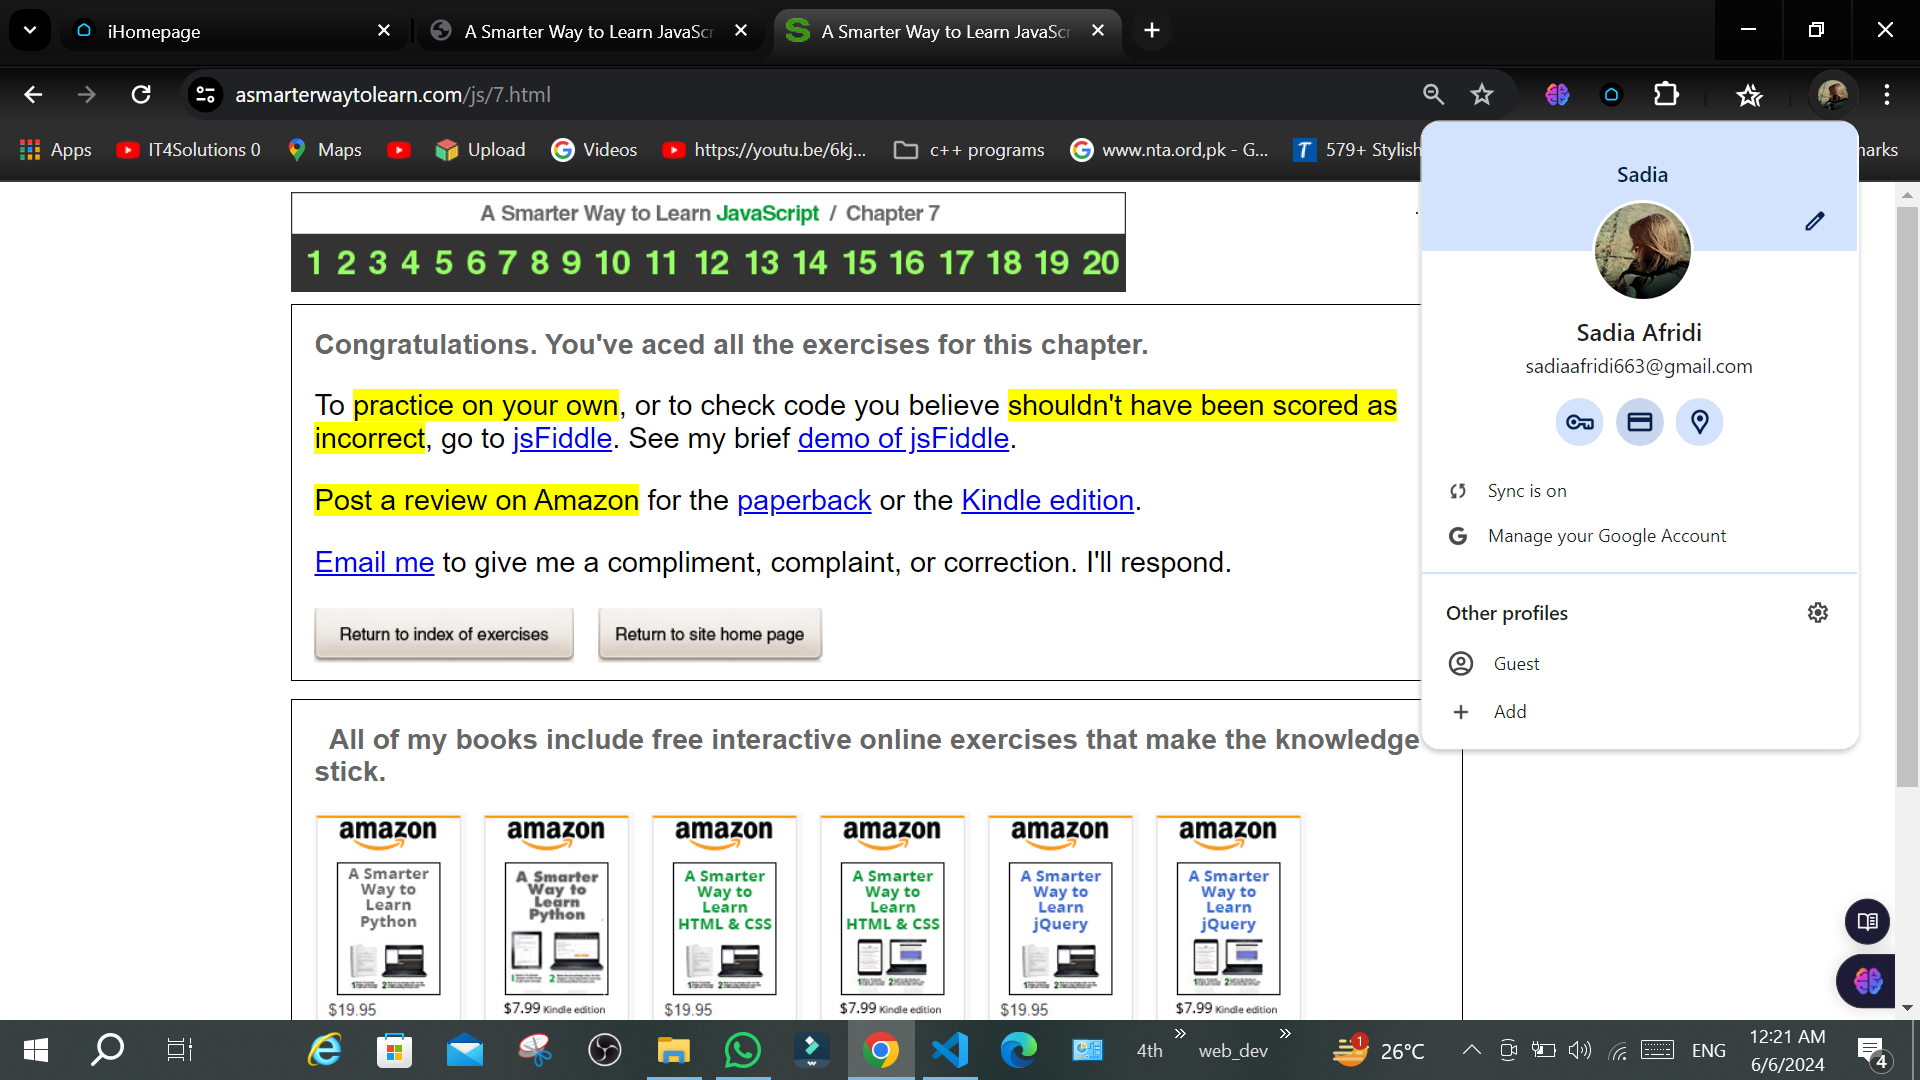 iHomepage
A Smarter Way to Learn JavaScr
A Smarter Way to Learn JavaScr
asmarterwaytolearn.com/js/7.html
Apps
IT4Solutions 0
Maps
Upload
Videos
https://youtu.be/6kj...
c++ programs
www.nta.ord,pk - G...
579+ Stylish
narks
A Smarter Way to Learn JavaScript / Chapter 7
1 2 3 4 5 6 7 8 9 10 11 12 13 14 15 16 17 18 19 20
Congratulations. You've aced all the exercises for this chapter.
To practice on your own, or to check code you believe shouldn't have been scored as
incorrect, go to jsFiddle. See my brief demo of jsFiddle.
Post a review on Amazon for the paperback or the Kindle edition.
Email me to give me a compliment, complaint, or correction. I'll respond.
Return to index of exercises
Return to site home page
All of my books include free interactive online exercises that make the knowledge
stick.
amazon
A Smarter
Way to
Learn
Python
$19.95
amazon
A Smarter
Way to
Learn
Python
$7.99 Kindle edition
amazon
A Smarter
Way to
Learn
HTML & CSS
$19.95
amazon
A Smarter
Way to
Learn
HTML & CSS
$7.99 Kindle edition
amazon
A Smarter
Way to
Learn
jQuery
$19.95
amazon
A Smarter
Way to
Learn
jQuery
$7.99 Kindle edition
Sadia
Sadia Afridi
sadiaafridi663@gmail.com
Sync is on
Manage your Google Account
Other profiles
Guest
Add
4th
web_dev
1
26°C
ENG
12:21 AM
6/6/2024
4